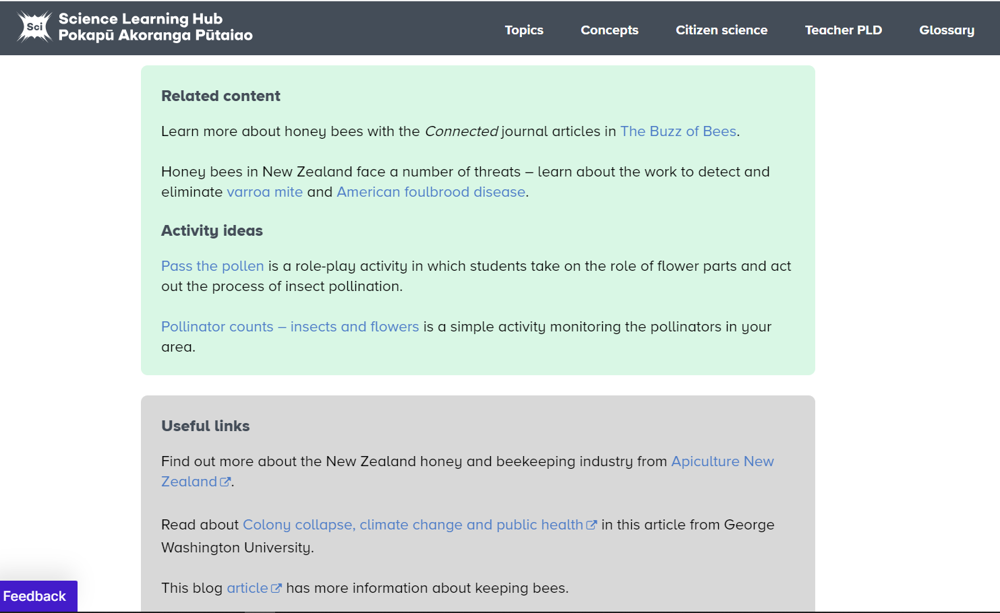 Sci
Science Learning Hub
Pokapū Akoranga Pūtaiao
Topics
Concepts
Citizen science
Teacher PLD
Glossary
Related content
Learn more about honey bees with the Connected journal articles in The Buzz of Bees.
Honey bees in New Zealand face a number of threats – learn about the work to detect and
eliminate varroa mite and American foulbrood disease.
Activity ideas
Pass the pollen is a role-play activity in which students take on the role of flower parts and act
out the process of insect pollination.
Pollinator counts – insects and flowers is a simple activity monitoring the pollinators in your
area.
Useful links
Find out more about the New Zealand honey and beekeeping industry from Apiculture New
Zealand.
Read about Colony collapse, climate change and public health in this article from George
Washington University.
This blog article has more information about keeping bees.
Feedback